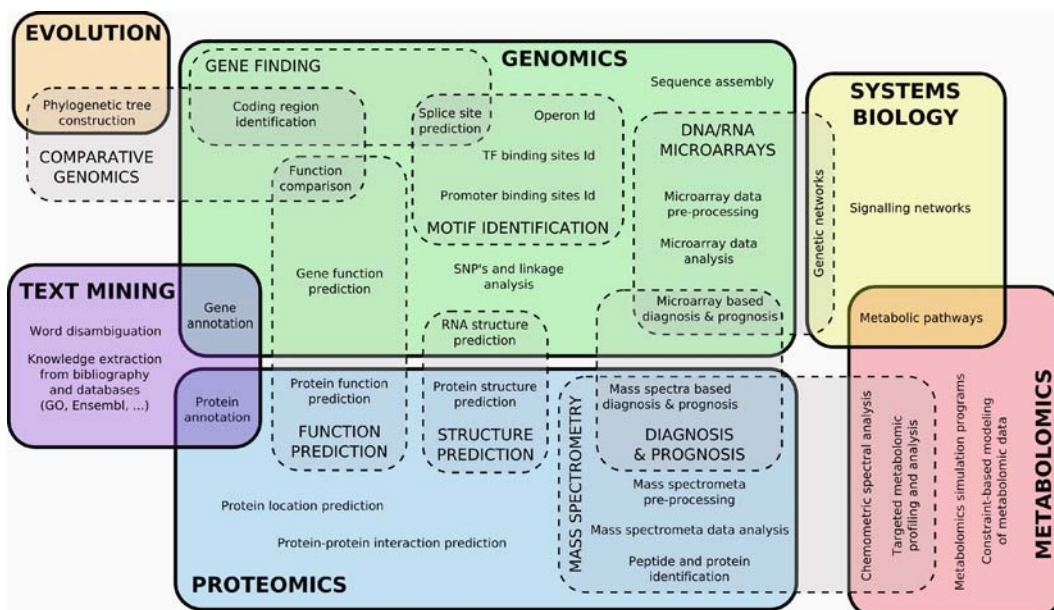 EVOLUTION
Phylogenetic tree
construction
COMPARATIVE
GENOMICS
GENOMICS
GENE FINDING
Coding region
identification
Splice site
prediction
Function
comparison
Operon Id
TF binding sites Id
Promoter binding sites Id
MOTIF IDENTIFICATION
Sequence assembly
DNA/RNA
MICROARRAYS
Microarray data
pre-processing
Microarray data
analysis
Microarray based
diagnosis & prognosis
Genetic networks
SYSTEMS
BIOLOGY
Signalling networks
Metabolic pathways
Gene function
prediction
SNP's and linkage
analysis
RNA structure
prediction
TEXT MINING
Word disambiguation
Knowledge extraction
from bibliography
and databases
(GO, Ensembl, ...)
Gene
annotation
Protein
annotation
Protein function
prediction
FUNCTION
PREDICTION
Protein structure
prediction
STRUCTURE
PREDICTION
Mass spectra based
diagnosis & prognosis
DIAGNOSIS
& PROGNOSIS
MASS SPECTROMETRY
Mass spectrometa
pre-processing
Mass spectrometa data analysis
Peptide and protein
identification
Protein location prediction
Protein-protein interaction prediction
PROTEOMICS
Chemometric spectral analysis
Targeted metabolomic
profiling and analysis
Metabolomics simulation programs
Constraint-based modeling
of metabolomic data
METABOLOMICS